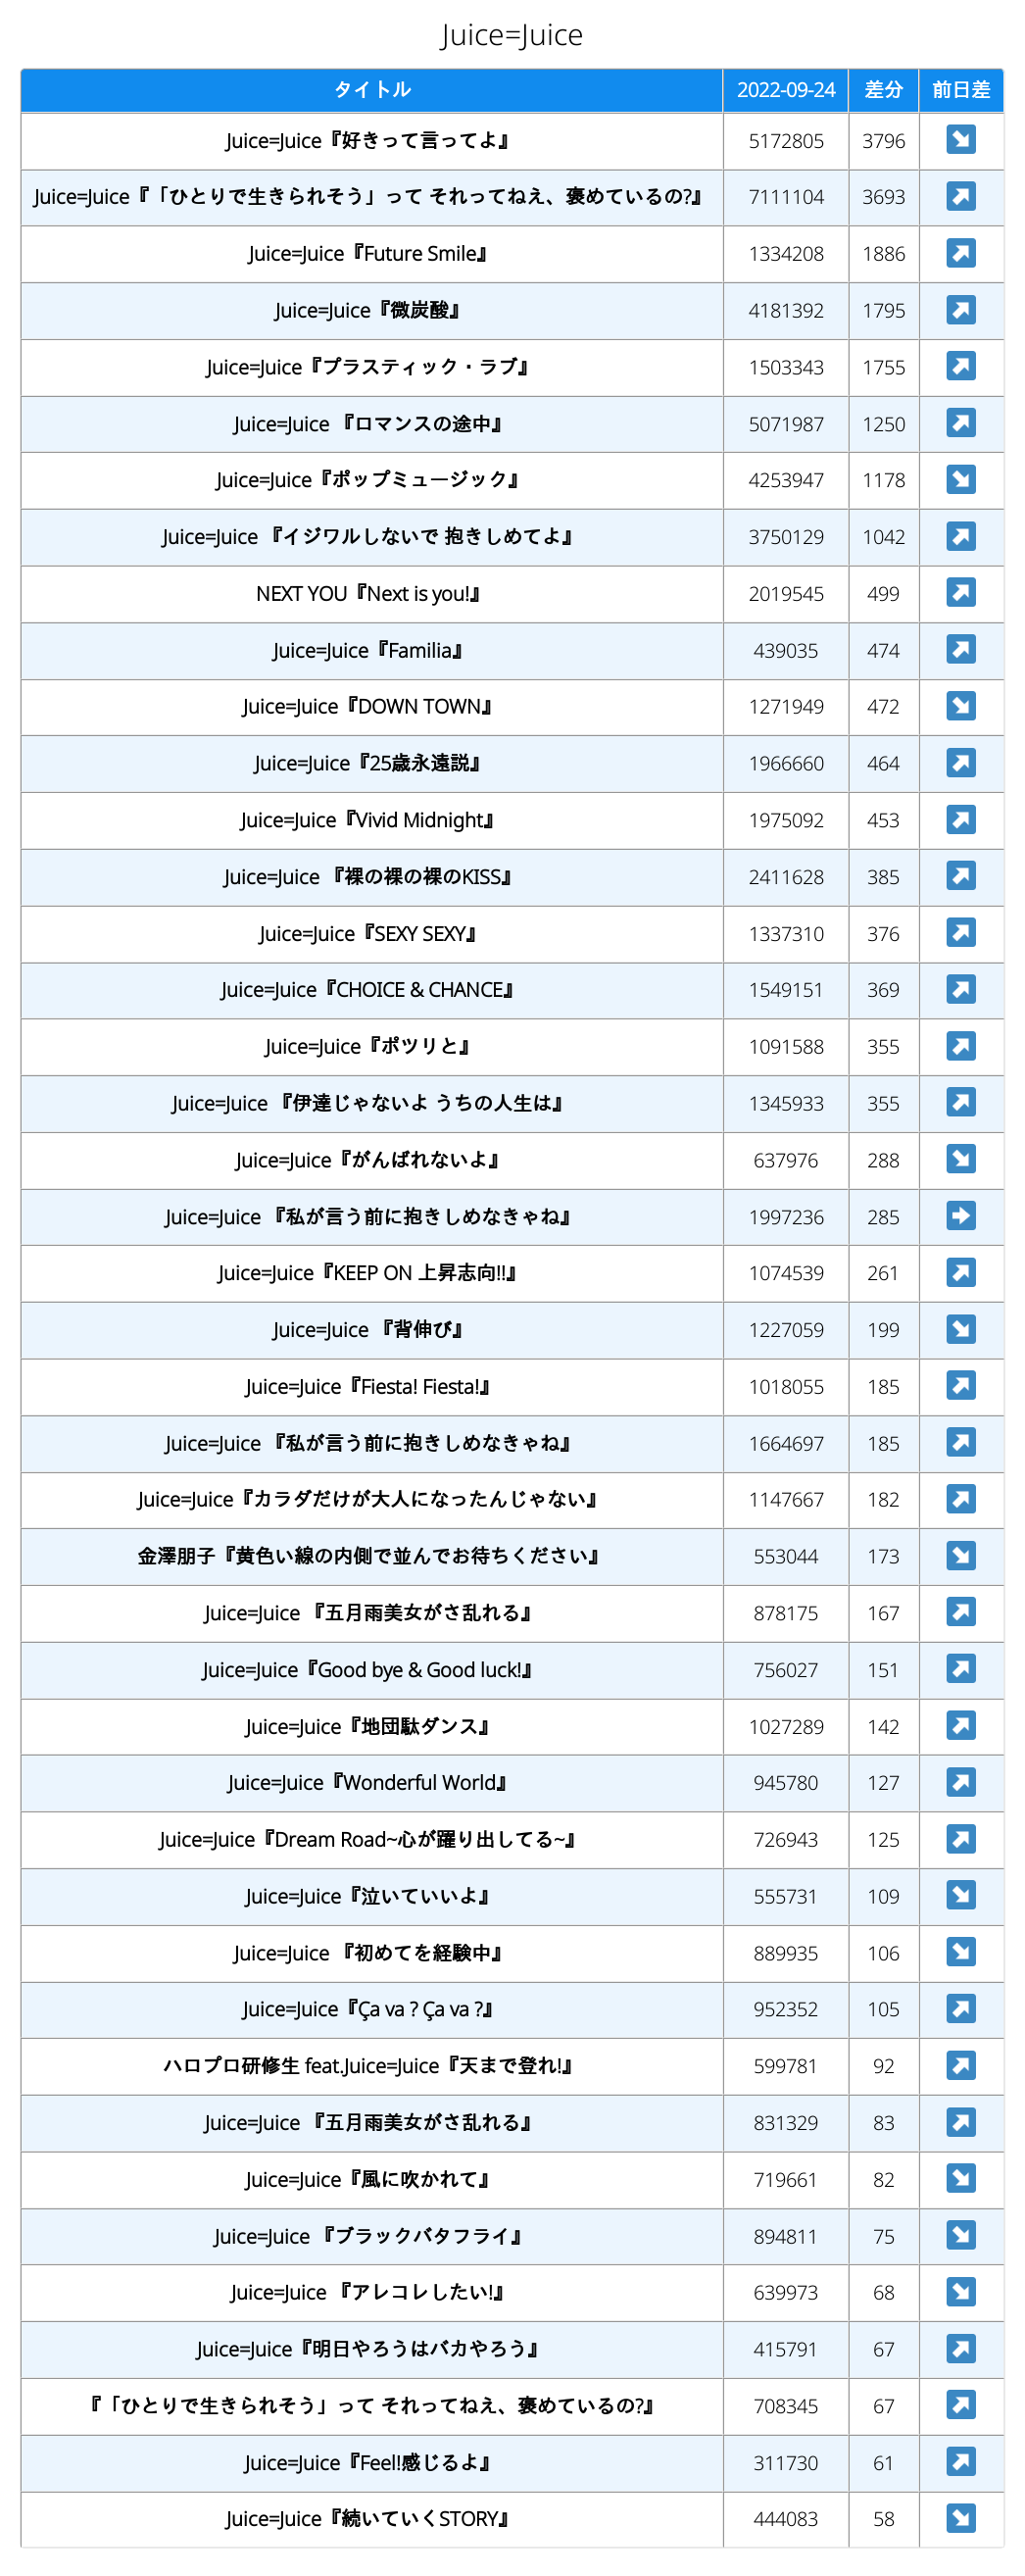 Juice=Juice
タイトル 2022-09-24 差分 前日差
Juice=Juice『好きって言ってよ』 5172805 3796
Juice=Juice『「ひとりで生きられそう」って それってねえ、褒めているの?』 7111104 3693
Juice=Juice『Future Smile』 1334208 1886
Juice=Juice『微炭酸』 4181392 1795
Juice=Juice『プラスティック・ラブ』 1503343 1755
Juice=Juice 『ロマンスの途中』 5071987 1250
Juice=Juice『ポップミュージック』 4253947 1178
Juice=Juice 『イジワルしないで 抱きしめてよ』 3750129 1042
NEXT YOU『Next is you!』 2019545 499
Juice=Juice『Familia』 439035 474
Juice=Juice『DOWN TOWN』 1271949 472
Juice=Juice『25歳永遠説』 1966660 464
Juice=Juice『Vivid Midnight』 1975092 453
Juice=Juice 『裸の裸の裸のKISS』 2411628 385
Juice=Juice『SEXY SEXY』 1337310 376
Juice=Juice『CHOICE & CHANCE』 1549151 369
Juice=Juice『ポツリと』 1091588 355
Juice=Juice 『伊達じゃないよ うちの人生は』 1345933 355
Juice=Juice『がんばれないよ』 637976 288
Juice=Juice 『私が言う前に抱きしめなきゃね』 1997236 285
Juice=Juice『KEEP ON 上昇志向!!』 1074539 261
Juice=Juice 『背伸び』 1227059 199
Juice=Juice『Fiesta! Fiesta!』 1018055 185
Juice=Juice 『私が言う前に抱きしめなきゃね』 1664697 185
Juice=Juice『カラダだけが大人になったんじゃない』 1147667 182
金澤朋子『黄色い線の内側で並んでお待ちください』 553044 173
Juice=Juice 『五月雨美女がさ乱れる』 878175 167
Juice=Juice『Good bye & Good luck!』 756027 151
Juice=Juice『地団駄ダンス』 1027289 142
Juice=Juice『Wonderful World』 945780 127
Juice=Juice『Dream Road~心が躍り出してる~』 726943 125
Juice=Juice『泣いていいよ』 555731 109
Juice=Juice 『初めてを経験中』 889935 106
Juice=Juice『Ça va ? Ça va ?』 952352 105
ハロプロ研修生 feat.Juice=Juice『天まで登れ!』 599781 92
Juice=Juice 『五月雨美女がさ乱れる』 831329 83
Juice=Juice『風に吹かれて』 719661 82
Juice=Juice 『ブラックバタフライ』 894811 75
Juice=Juice 『アレコレしたい!』 639973 68
Juice=Juice『明日やろうはバカやろう』 415791 67
『「ひとりで生きられそう」って それってねえ、褒めているの?』 708345 67
Juice=Juice『Feel!感じるよ』 311730 61
Juice=Juice『続いていくSTORY』 444083 58